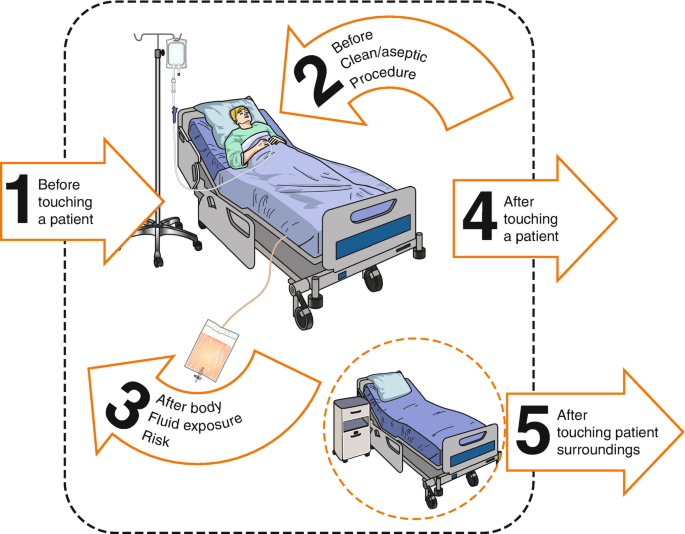 1
Before
touching
a patient
2
Before
Clean/aseptic
Procedure
3
After body
Fluid exposure
Risk
4
After
touching
a patient
5
After
touching patient
surroundings